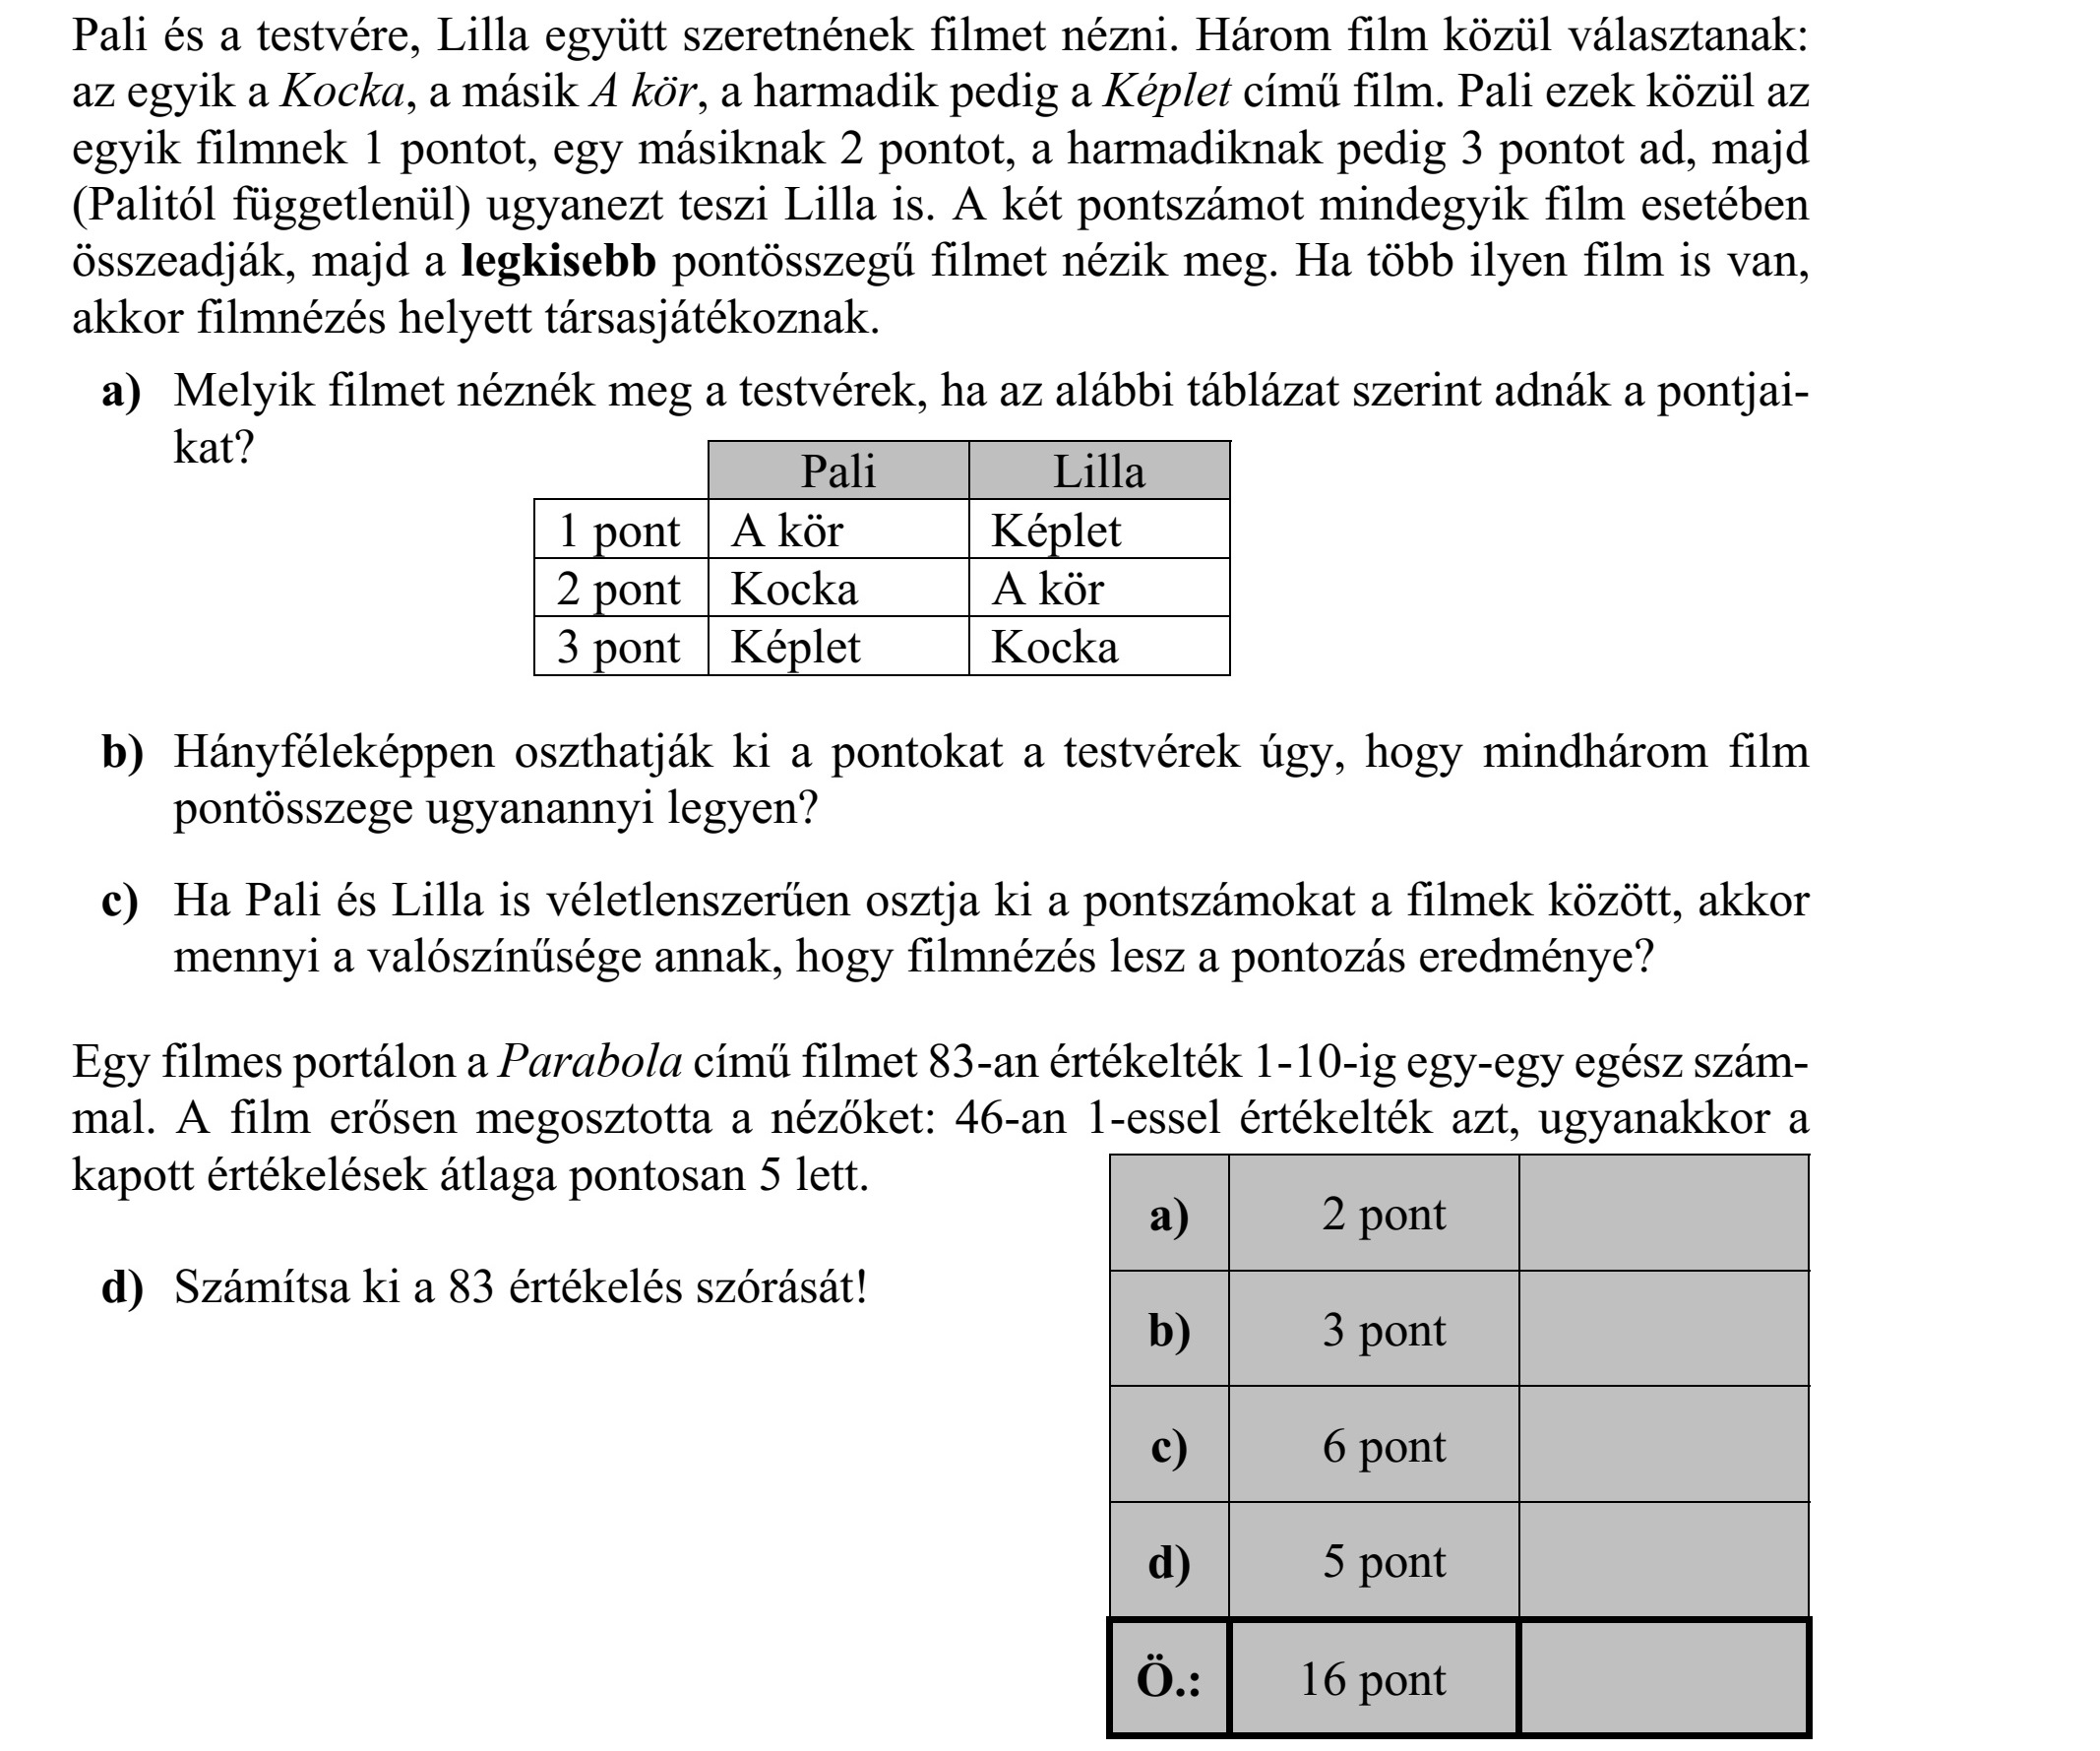 Pali és a testvére, Lilla együtt szeretnének filmet nézni. Három film közül választanak:
az egyik a Kocka, a másik A kör, a harmadik pedig a Képlet című film. Pali ezek közül az
egyik filmnek 1 pontot, egy másiknak 2 pontot, a harmadiknak pedig 3 pontot ad, majd
(Palitól függetlenül) ugyanezt teszi Lilla is. A két pontszámot mindegyik film esetében
összeadják, majd a legkisebb pontösszegű filmet nézik meg. Ha több ilyen film is van,
akkor filmnézés helyett társasjátékoznak.
a) Melyik filmet néznék meg a testvérek, ha az alábbi táblázat szerint adnák a pontjai-
kat?
Pali Lilla
1 pont A kör Képlet
2 pont Kocka A kör
3 pont Képlet Kocka
b) Hányféleképpen oszthatják ki a pontokat a testvérek úgy, hogy mindhárom film
pontösszege ugyanannyi legyen?
c) Ha Pali és Lilla is véletlenszerűen osztja ki a pontszámokat a filmek között, akkor
mennyi a valószínűsége annak, hogy filmnézés lesz a pontozás eredménye?
Egy filmes portálon a Parabola című filmet 83-an értékelték 1-10-ig egy-egy egész szám-
mal. A film erősen megosztotta a nézőket: 46-an 1-essel értékelték azt, ugyanakkor a
kapott értékelések átlaga pontosan 5 lett.
d) Számítsa ki a 83 értékelés szórását!
a) 2 pont
b) 3 pont
c) 6 pont
d) 5 pont
Ö.: 16 pont